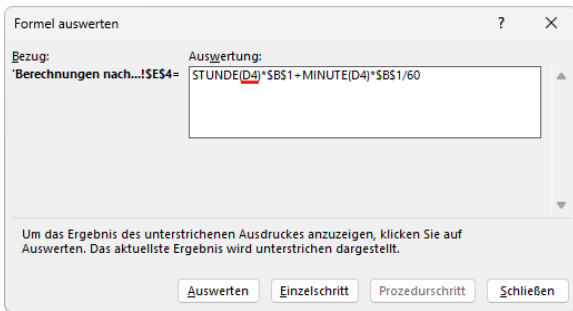 Formel auswerten ? ×
Bezug: Auswertung:
'Berechnungen nach...!$E$4= STUNDE(D4)*$B$1+MINUTE(D4)*$B$1/60
Um das Ergebnis des unterstrichenen Ausdruckes anzuzeigen, klicken Sie auf
Auswerten. Das aktuellste Ergebnis wird unterstrichen dargestellt.
Auswerten Einzelschritt Prozedurschritt Schließen